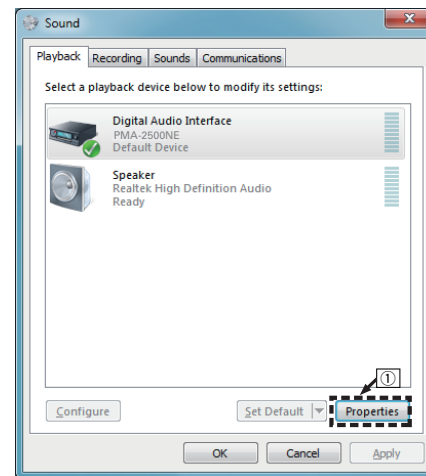 Sound
Playback Recording Sounds Communications
Select a playback device below to modify its settings:
Digital Audio Interface
PMA-2500NE
Default Device
Speaker
Realtek High Definition Audio
Ready
①
Configure Set Default Properties
OK Cancel Apply